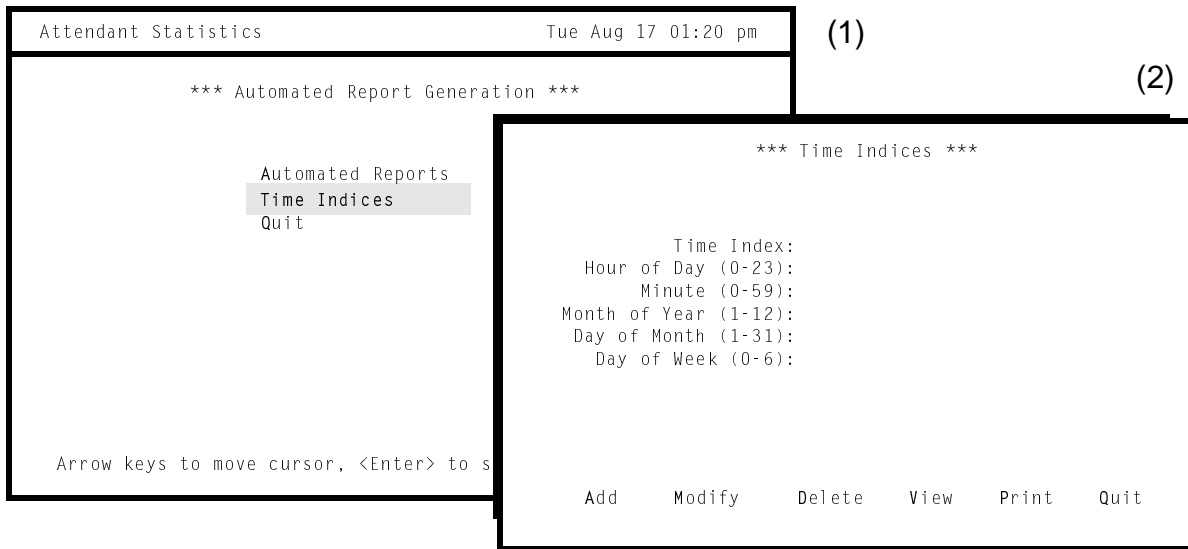 Attendant Statistics Tue Aug 17 01:20 pm
(1)
*** Automated Report Generation ***
Automated Reports
Time Indices
Quit
Arrow keys to move cursor, <Enter> to s
(2)
*** Time Indices ***
Time Index:
Hour of Day (0-23):
Minute (0-59):
Month of Year (1-12):
Day of Month (1-31):
Day of Week (0-6):
Add Modify Delete View Print Quit